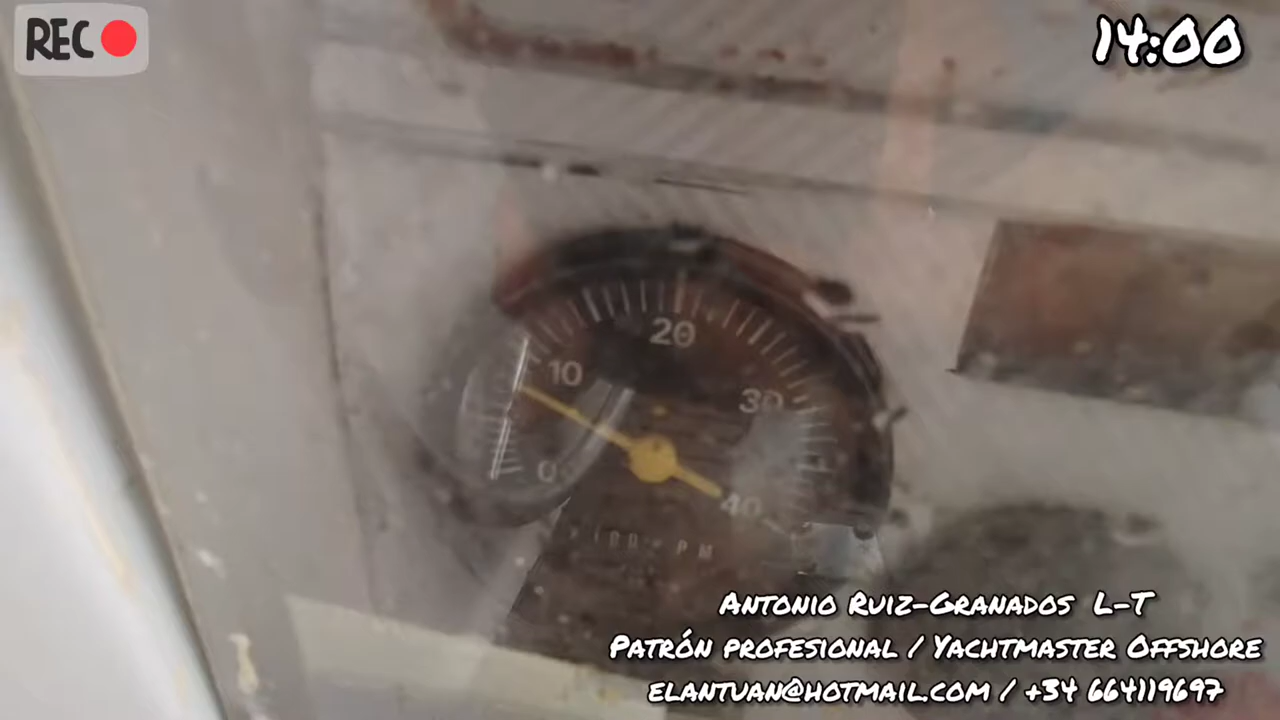 REC
14:00
20
10
30
0
40
ANTONIO RUIZ-GRANADOS L-T
PATRÓN PROFESIONAL / YACHTMASTER OFFSHORE
ELANTUAN@HOTMAIL.COM / +34 664119697